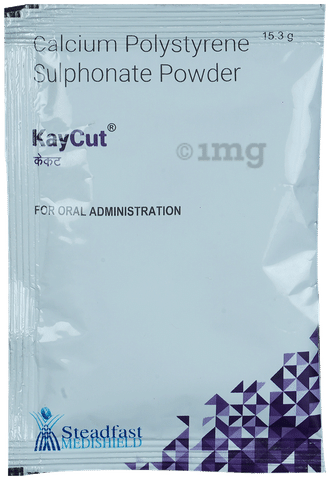 Calcium Polystyrene 15.3 g
Sulphonate Powder
KayCut®
केकट
©1mg
FOR ORAL ADMINISTRATION
Steadfast
MEDISHIELD